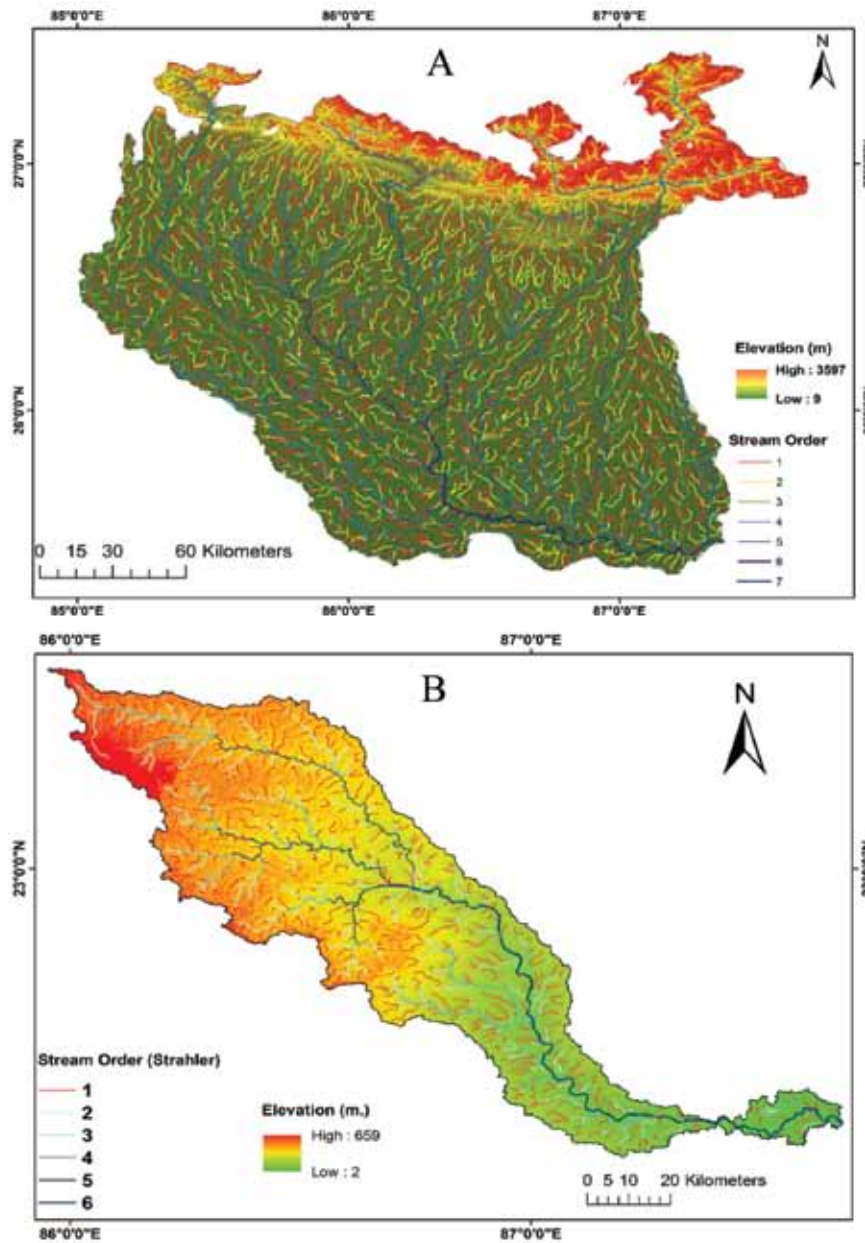 85°0'0"E 86°0'0"E 87°0'0"E
A
N
27°0'0"N
26°0'0"N
Elevation (m)
High : 3597
Low : 9
Stream Order
1
2
3
4
5
6
7
0 15 30 60 Kilometers
85°0'0"E 86°0'0"E 87°0'0"E
86°0'0"E 87°0'0"E
B
N
23°0'0"N
Stream Order (Strahler)
1
2
3
4
5
6
Elevation (m.)
High : 659
Low : 2
0 5 10 20 Kilometers
86°0'0"E 87°0'0"E